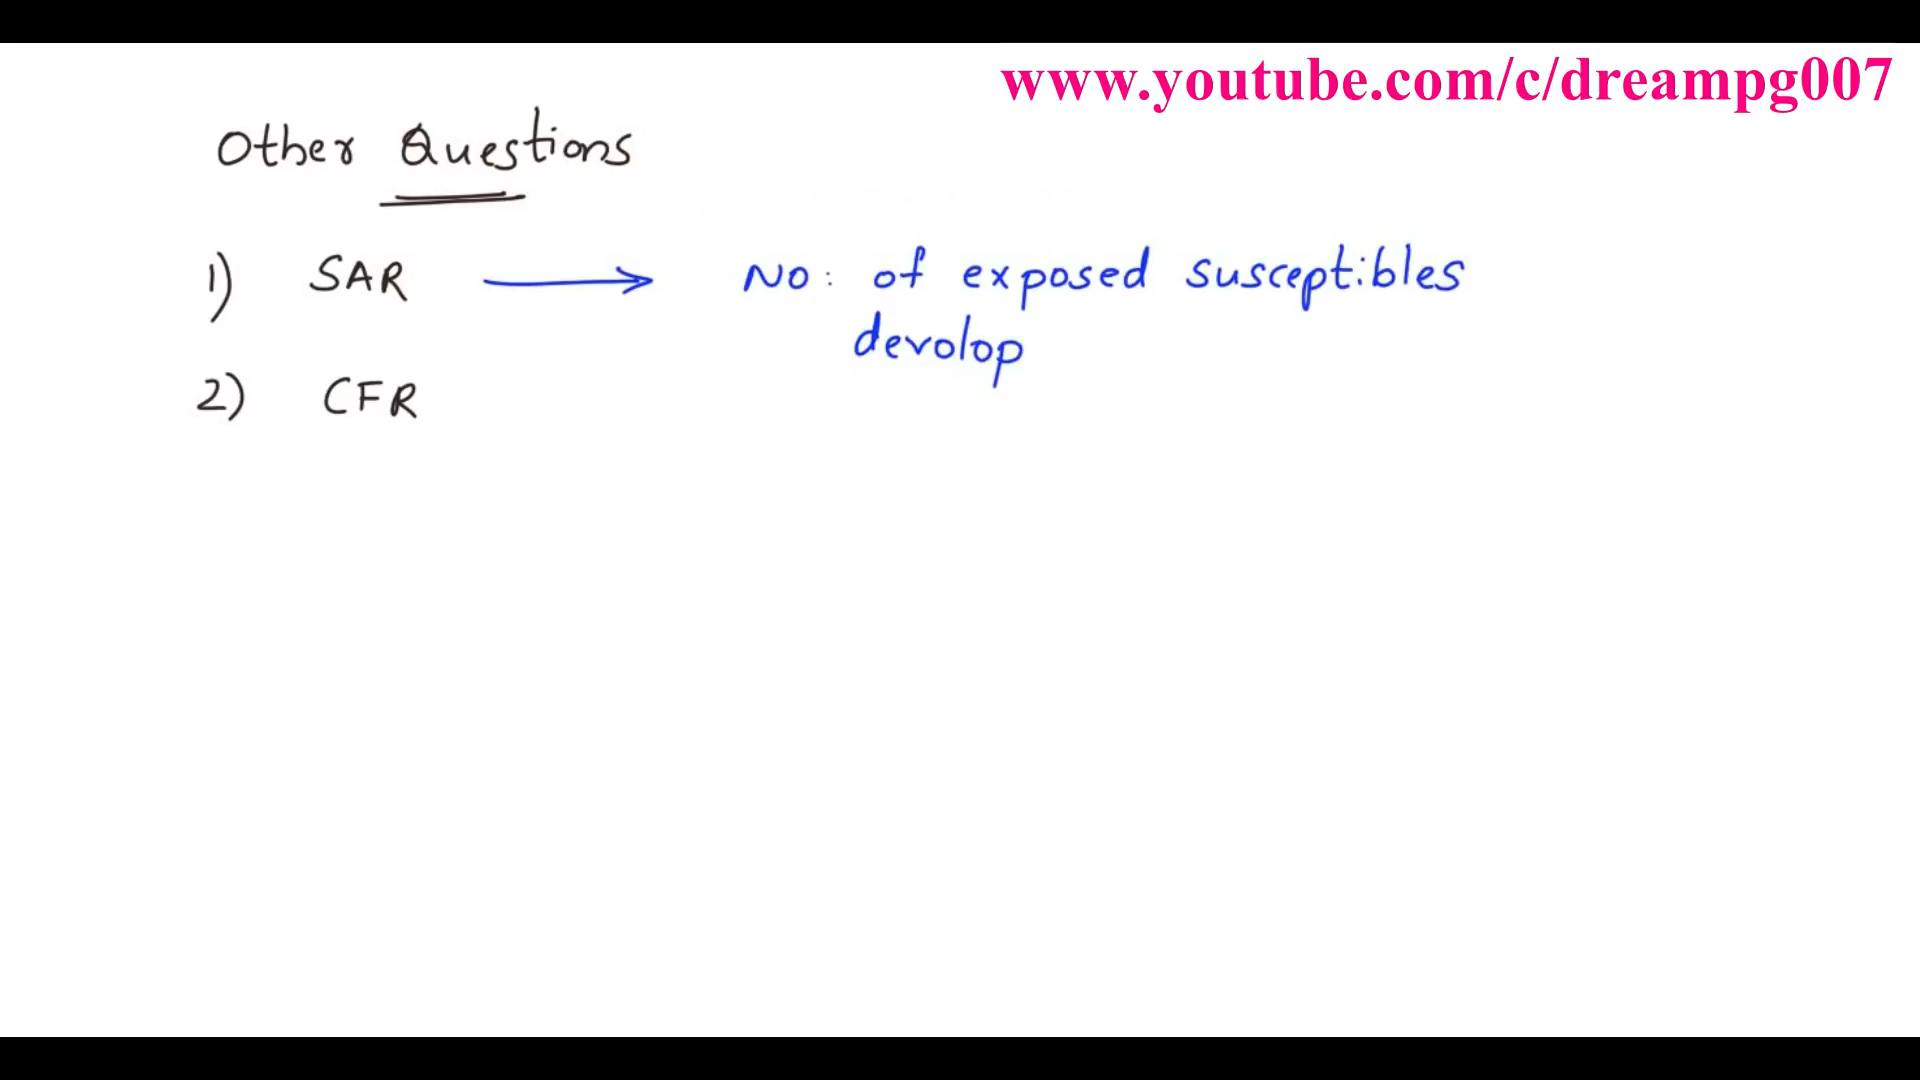 www.youtube.com/c/dreampg007
Other Questions
1) SAR → No: of exposed susceptibles
devolop
2) CFR